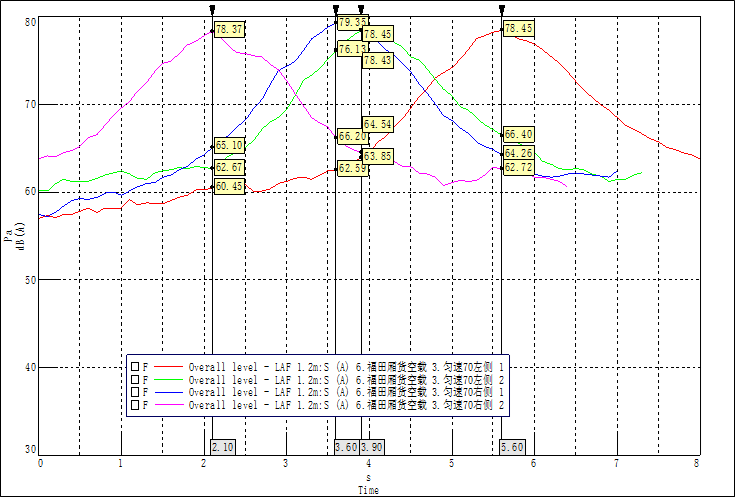 80
70
60
50
40
30
Pa
dB(A)
78.37
79.35
78.45
78.45
76.13
78.43
65.10
66.20
64.54
66.40
62.67
63.85
64.26
60.45
62.59
62.72
F Overall level - LAF 1.2m:S (A) 6.福田厢货空载 3.匀速70左侧 1
F Overall level - LAF 1.2m:S (A) 6.福田厢货空载 3.匀速70左侧 2
F Overall level - LAF 1.2m:S (A) 6.福田厢货空载 3.匀速70右侧 1
F Overall level - LAF 1.2m:S (A) 6.福田厢货空载 3.匀速70右侧 2
2.10 3.60 3.90 5.60
0 1 2 3 4 5 6 7 8
s
Time